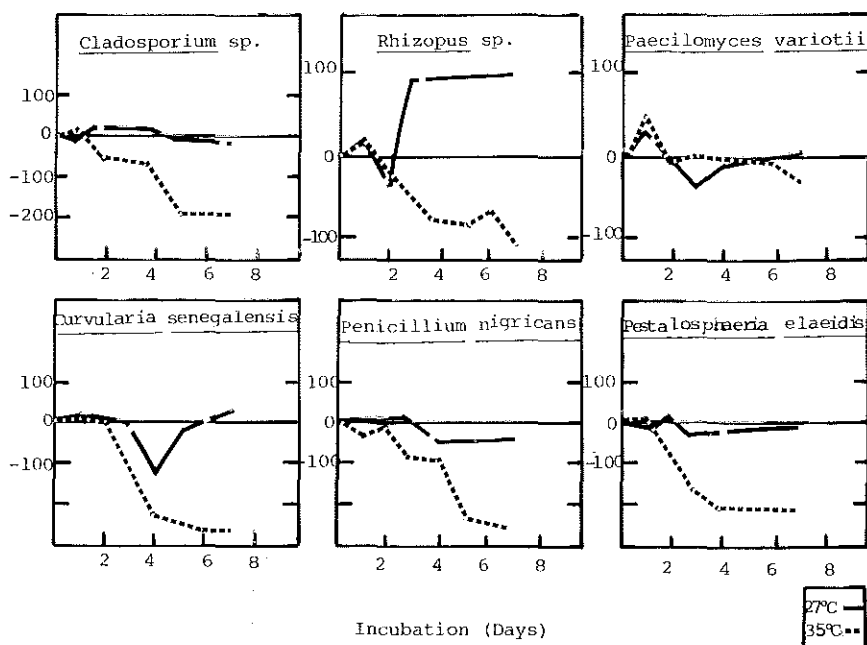 Cladosporium sp.
Rhizopus sp.
Paecilomyces variotii
100
0
-100
-200
2 4 6 8
100
0
-100
2 4 6 8
100
0
-100
2 4 6 8
Curvularia senegalensis
Penicillium nigricans
Pestalosphaeria elaeidis
100
0
-100
2 4 6 8
100
0
-100
2 4 6 8
100
0
-100
2 4 6 8
Incubation (Days)
27°C
35°C